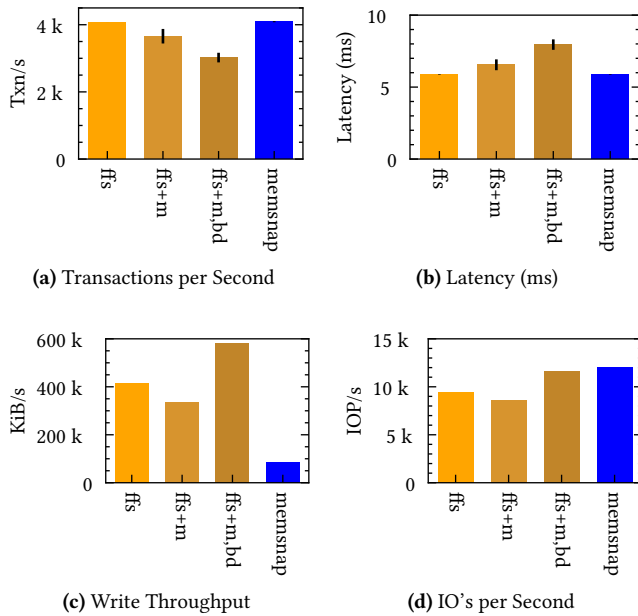 4 k
2 k
0
Txn/s
ffs
ffs+m
ffs+m,bd
memsnap
(a) Transactions per Second
10
5
0
Latency (ms)
ffs
ffs+m
ffs+m,bd
memsnap
(b) Latency (ms)
600 k
400 k
200 k
0
KiB/s
ffs
ffs+m
ffs+m,bd
memsnap
(c) Write Throughput
15 k
10 k
5 k
0
IOP/s
ffs
ffs+m
ffs+m,bd
memsnap
(d) IO's per Second